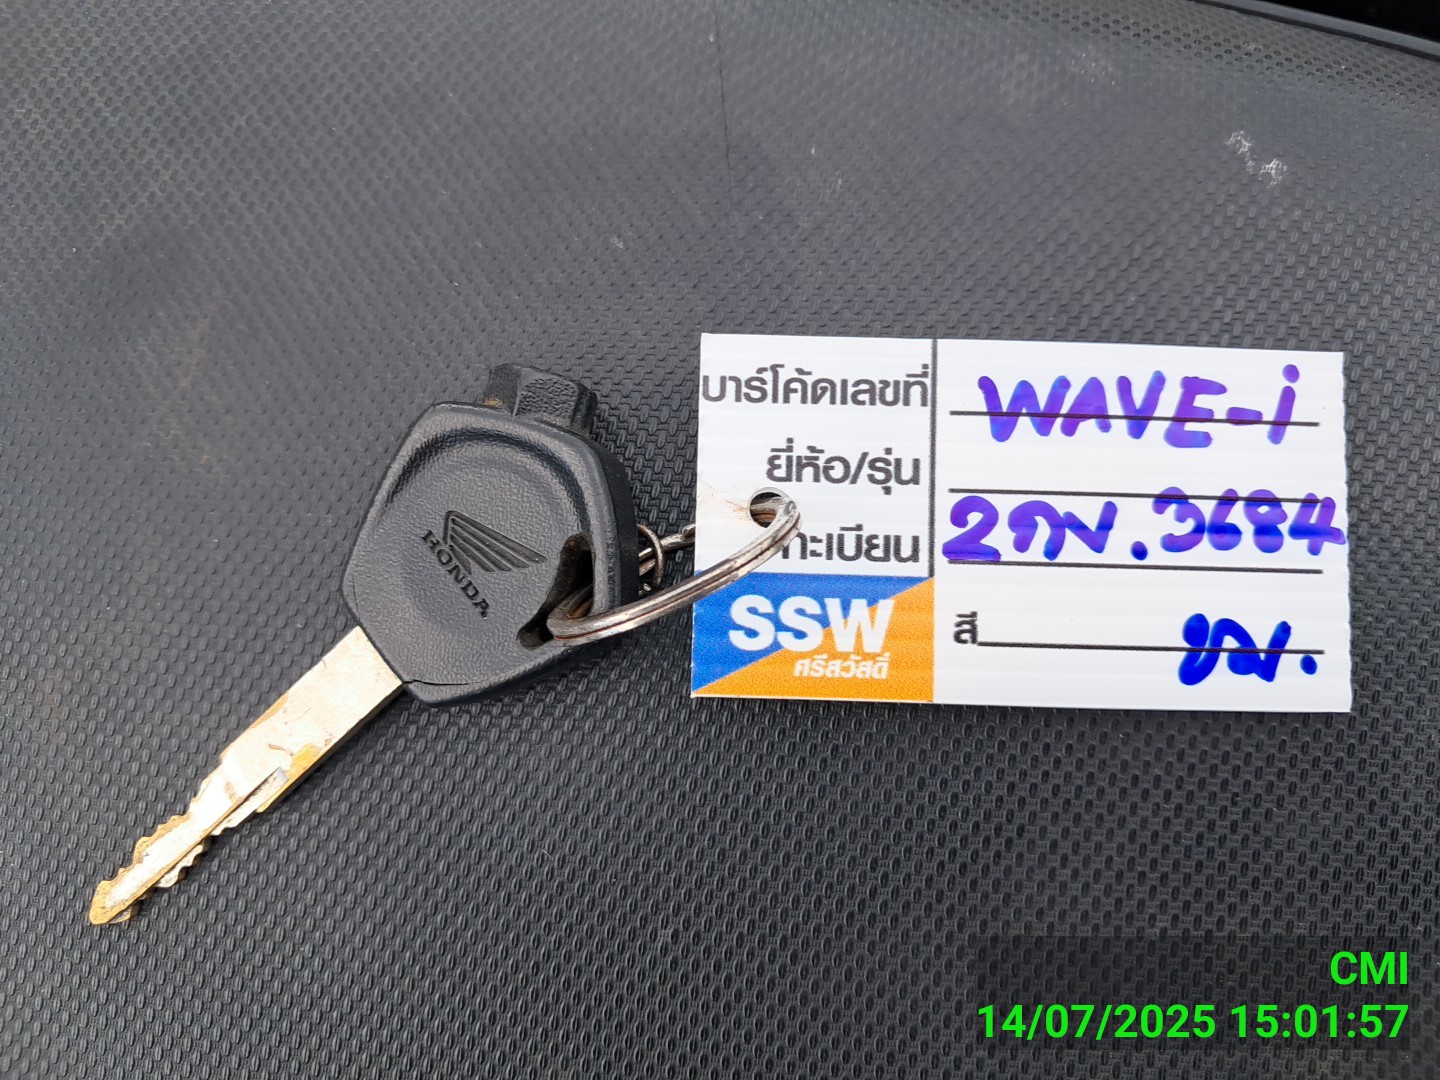 HONDA
บาร์โค้ดเลขที่
WAVE-i
ยี่ห้อ/รุ่น
ทะเบียน
2กข.3684
SSW
ศรีสวัสดิ์
สี
ชม.
CMI
14/07/2025 15:01:57